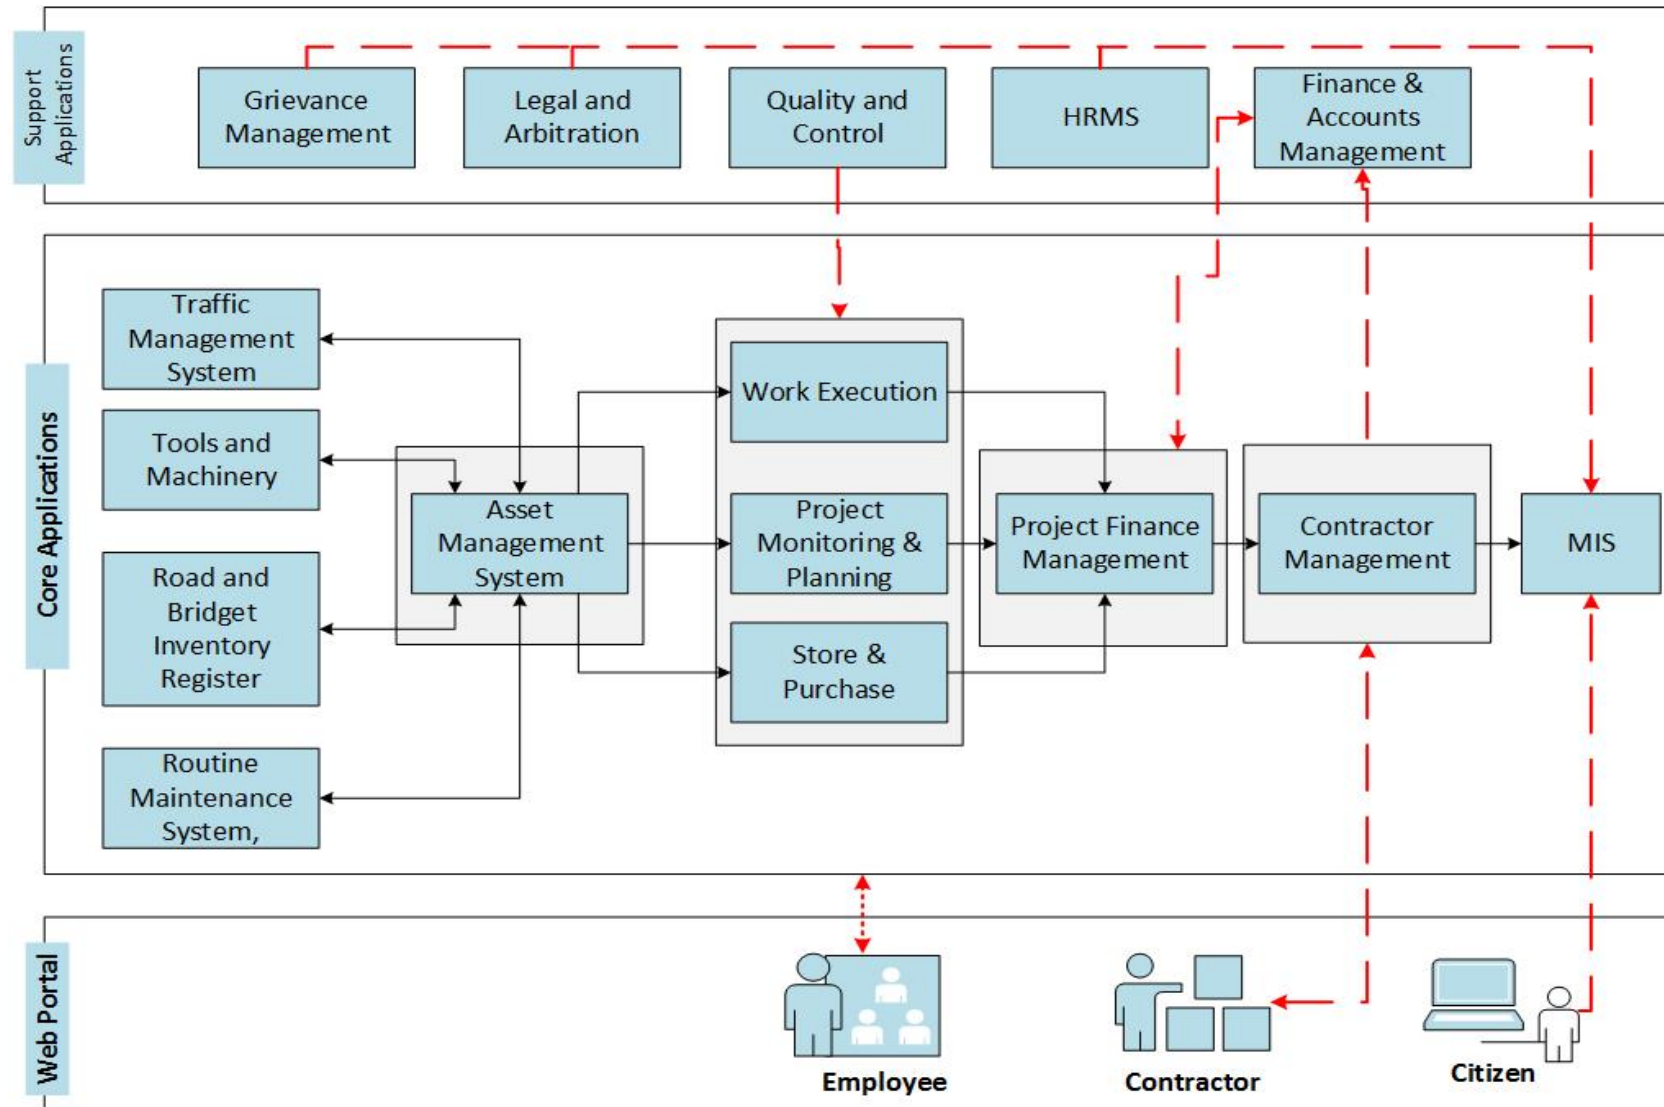 Support
Applications
Grievance
Management
Legal and
Arbitration
Quality and
Control
HRMS
Finance &
Accounts
Management
Core Applications
Traffic
Management
System
Tools and
Machinery
Road and
Bridget
Inventory
Register
Routine
Maintenance
System,
Asset
Management
System
Work Execution
Project
Monitoring &
Planning
Store &
Purchase
Project Finance
Management
Contractor
Management
MIS
Web Portal
Employee
Contractor
Citizen